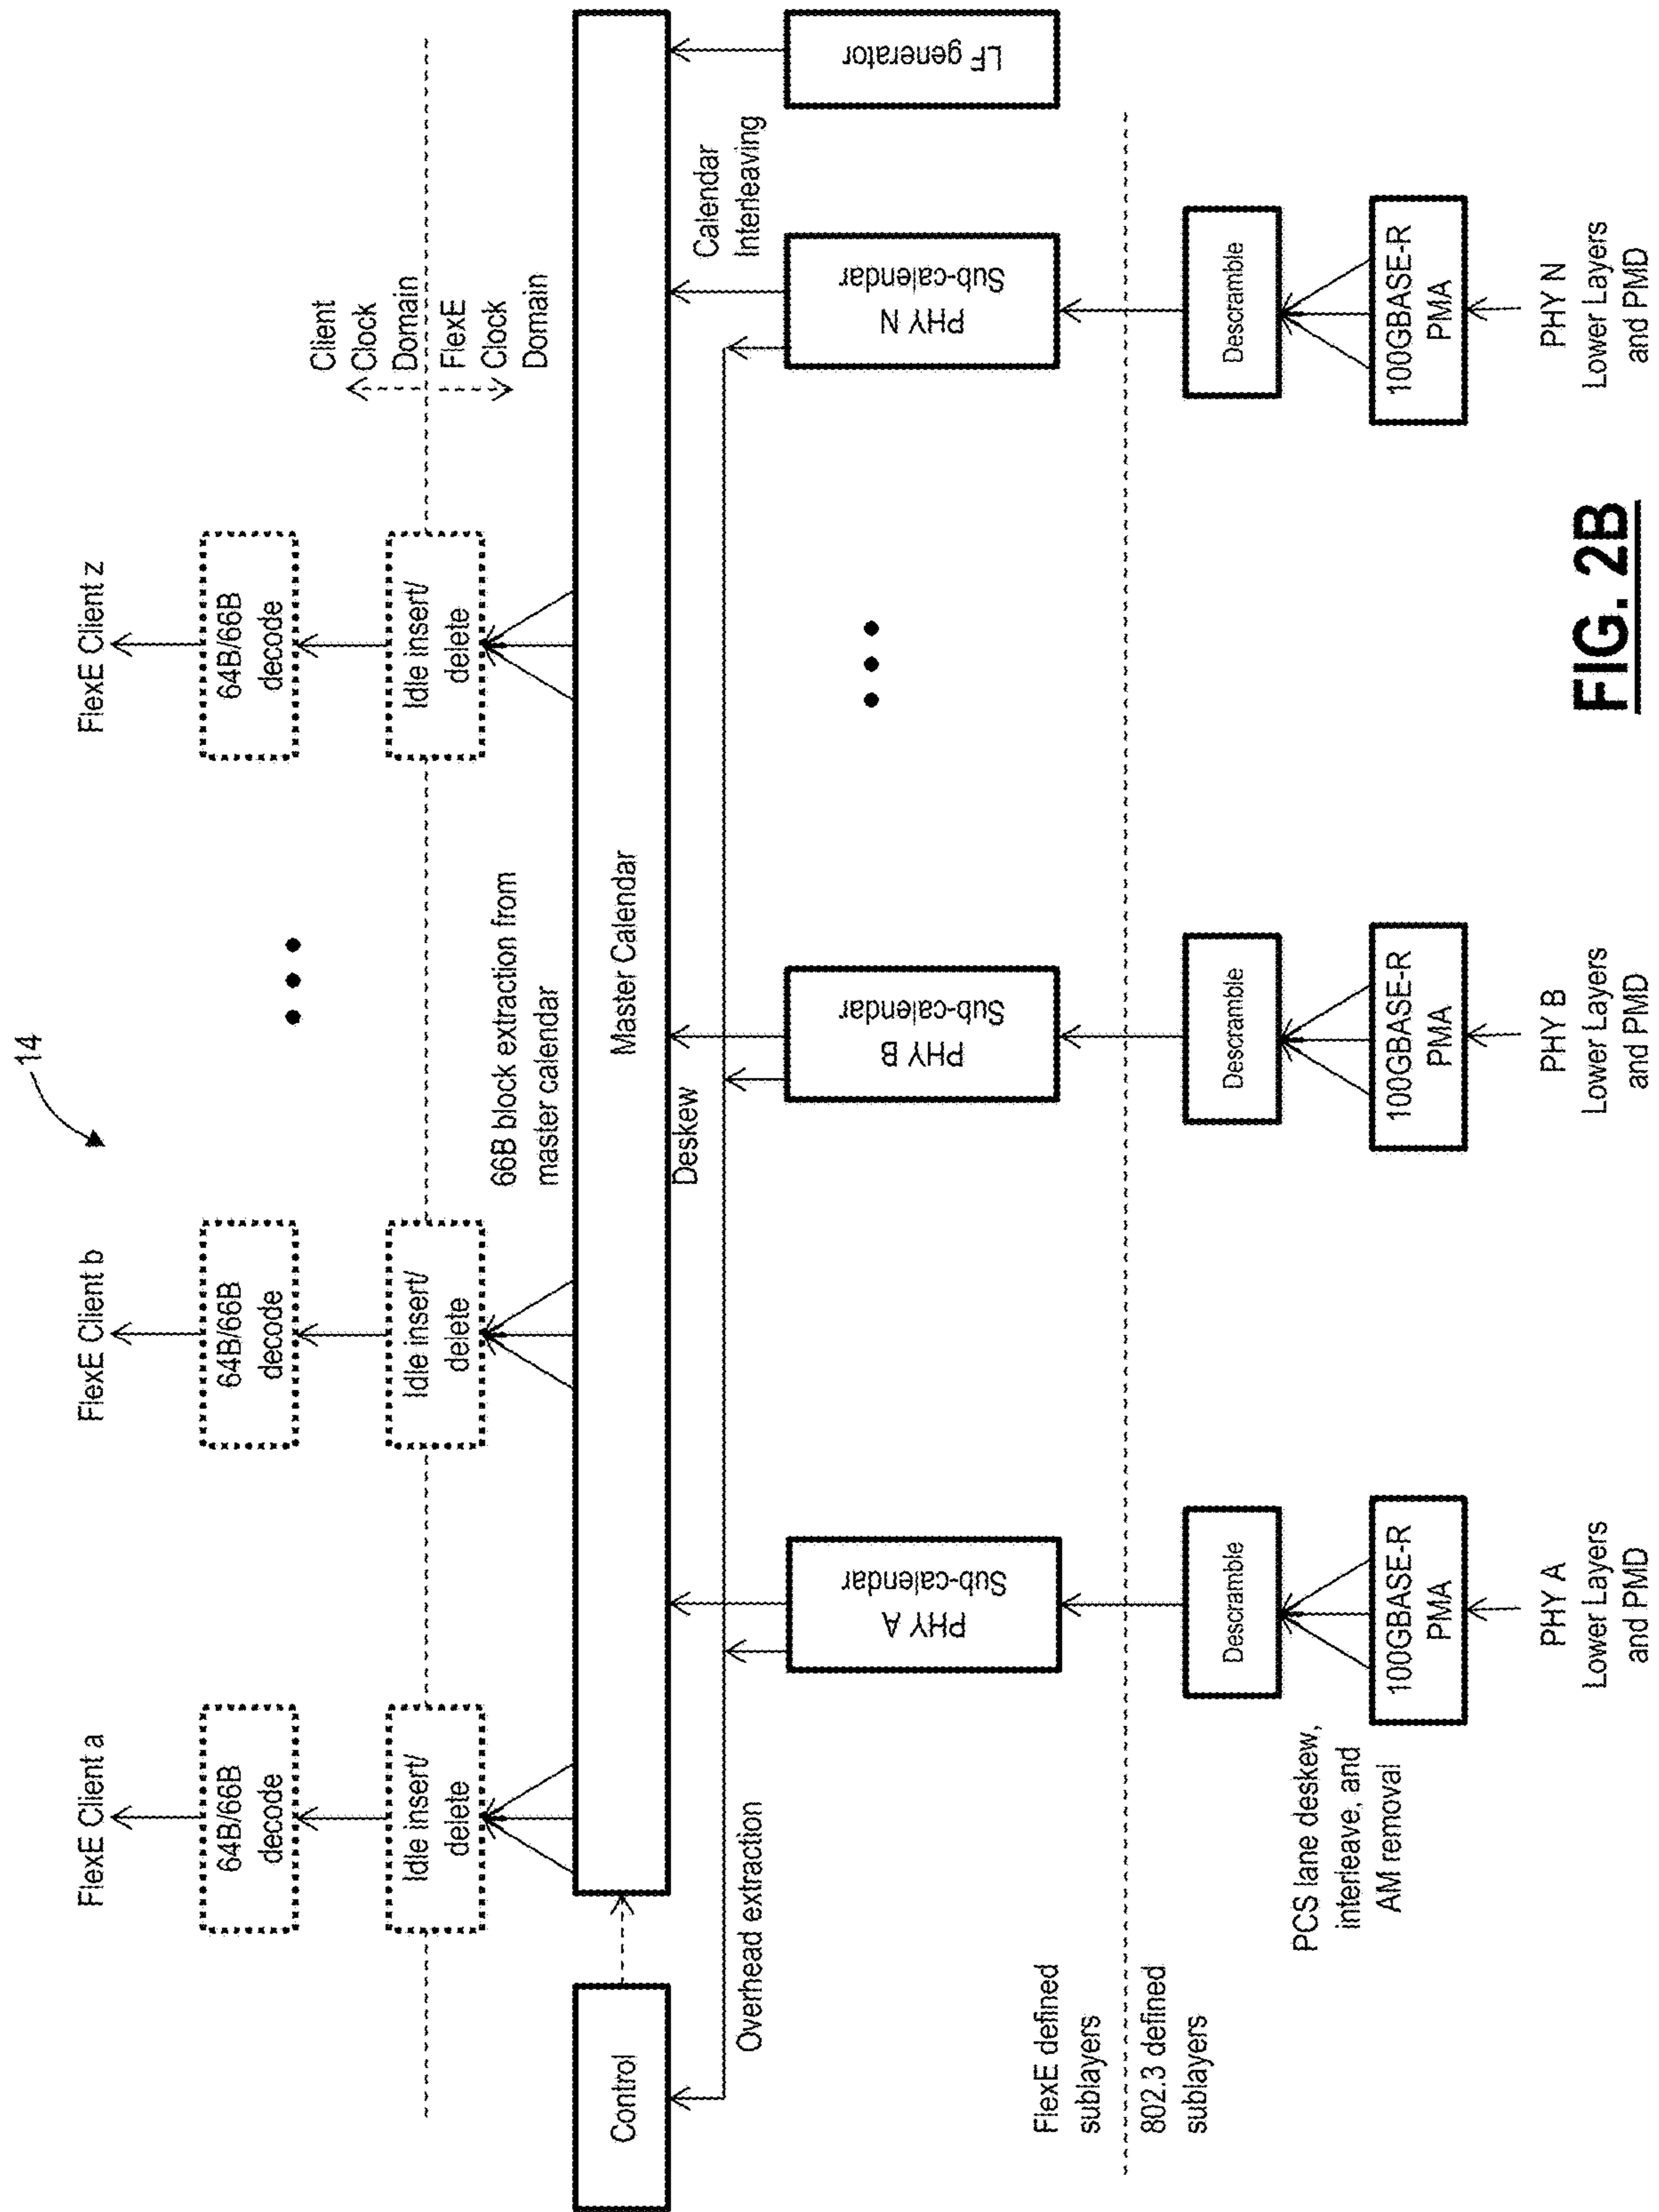 14
FlexE Client a
FlexE Client b
FlexE Client z
64B/66B
decode
64B/66B
decode
64B/66B
decode
Client
Clock
Domain
FlexE
Clock
Domain
Idle insert/
delete
Idle insert/
delete
Idle insert/
delete
66B block extraction from
master calendar
Control
Master Calendar
Deskew
Calendar
Interleaving
Overhead extraction
PHY A
Sub-calendar
PHY B
Sub-calendar
PHY N
Sub-calendar
LF generator
FlexE defined
sublayers
802.3 defined
sublayers
Descramble
Descramble
Descramble
PCS lane deskew,
interleave, and
AM removal
100GBASE-R
PMA
100GBASE-R
PMA
100GBASE-R
PMA
PHY A
Lower Layers
and PMD
PHY B
Lower Layers
and PMD
PHY N
Lower Layers
and PMD
FIG. 2B